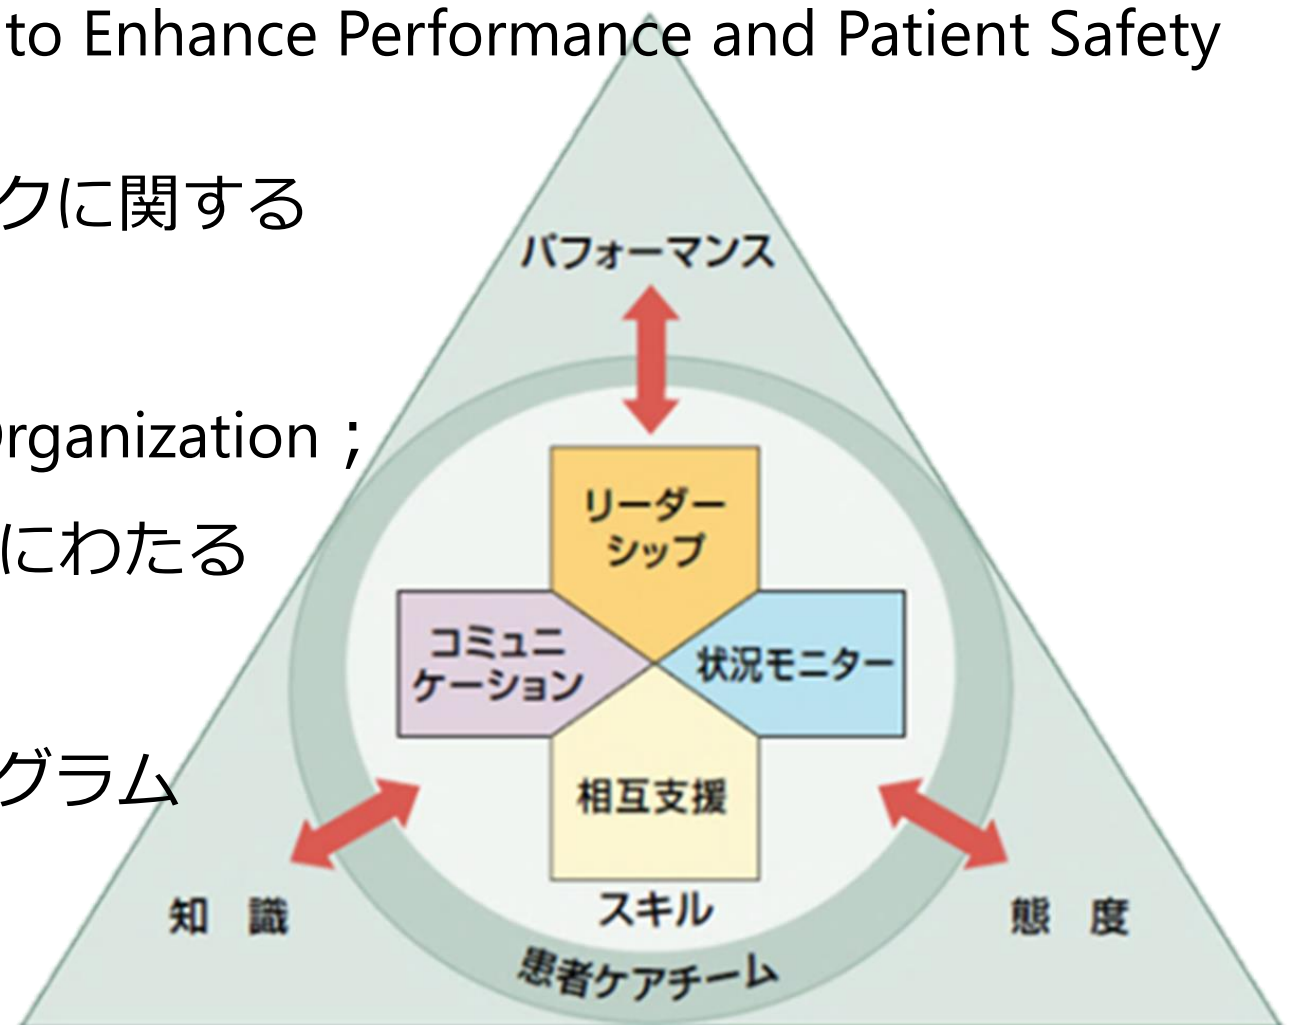 to Enhance Performance and Patient Safety
クに関する
パフォーマンス
Organization；
にわたる
リーダー
シップ
コミュニ
ケーション
状況モニター
グラム
相互支援
スキル
知 識
態 度
患者ケアチーム